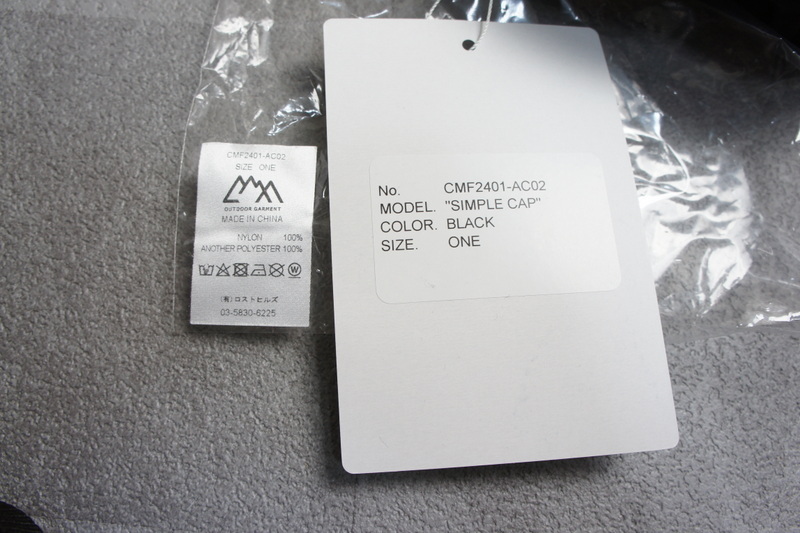 CMF2401-AC02
SIZE ONE
OUTDOOR GARMENT
MADE IN CHINA
NYLON 100%
ANOTHER POLYESTER 100%
(有)ロストヒルズ
03-5830-6225
No. CMF2401-AC02
MODEL. "SIMPLE CAP"
COLOR. BLACK
SIZE. ONE